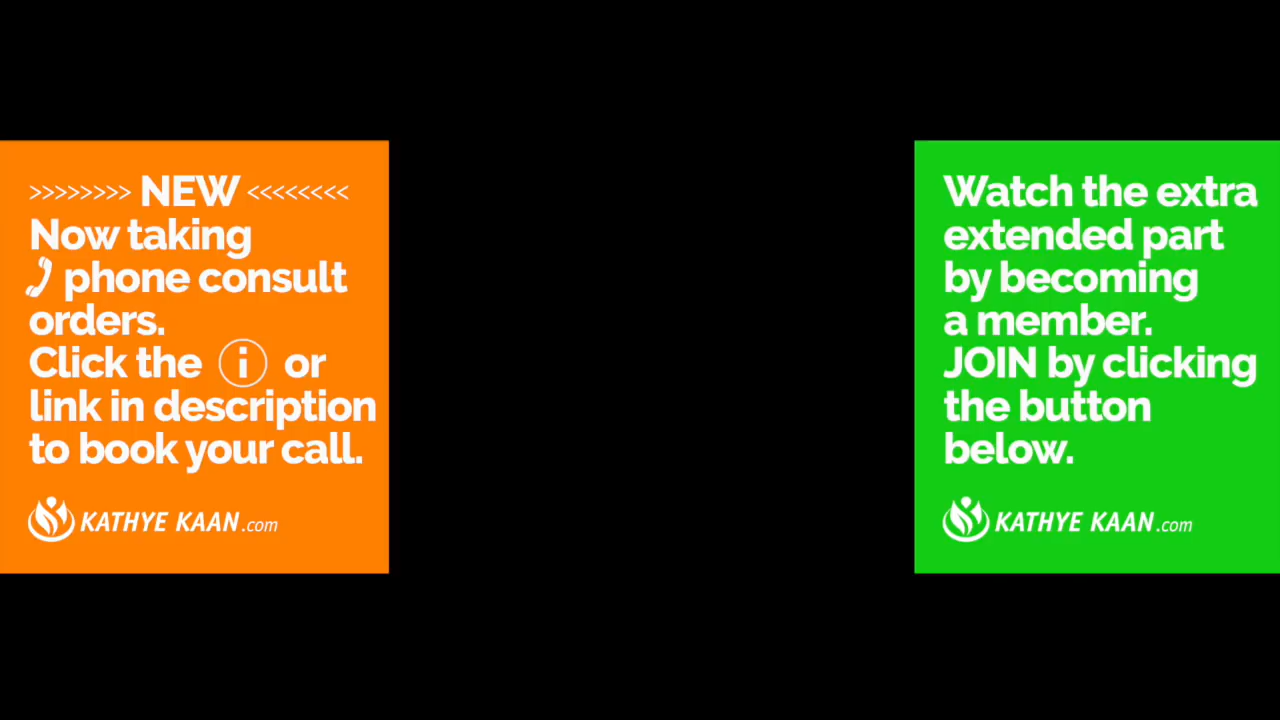 >>>>>>>> NEW <<<<<<<<
Now taking
phone consult
orders.
Click the i or
link in description
to book your call.
KATHYE KAAN.com
Watch the extra
extended part
by becoming
a member.
JOIN by clicking
the button
below.
KATHYE KAAN.com